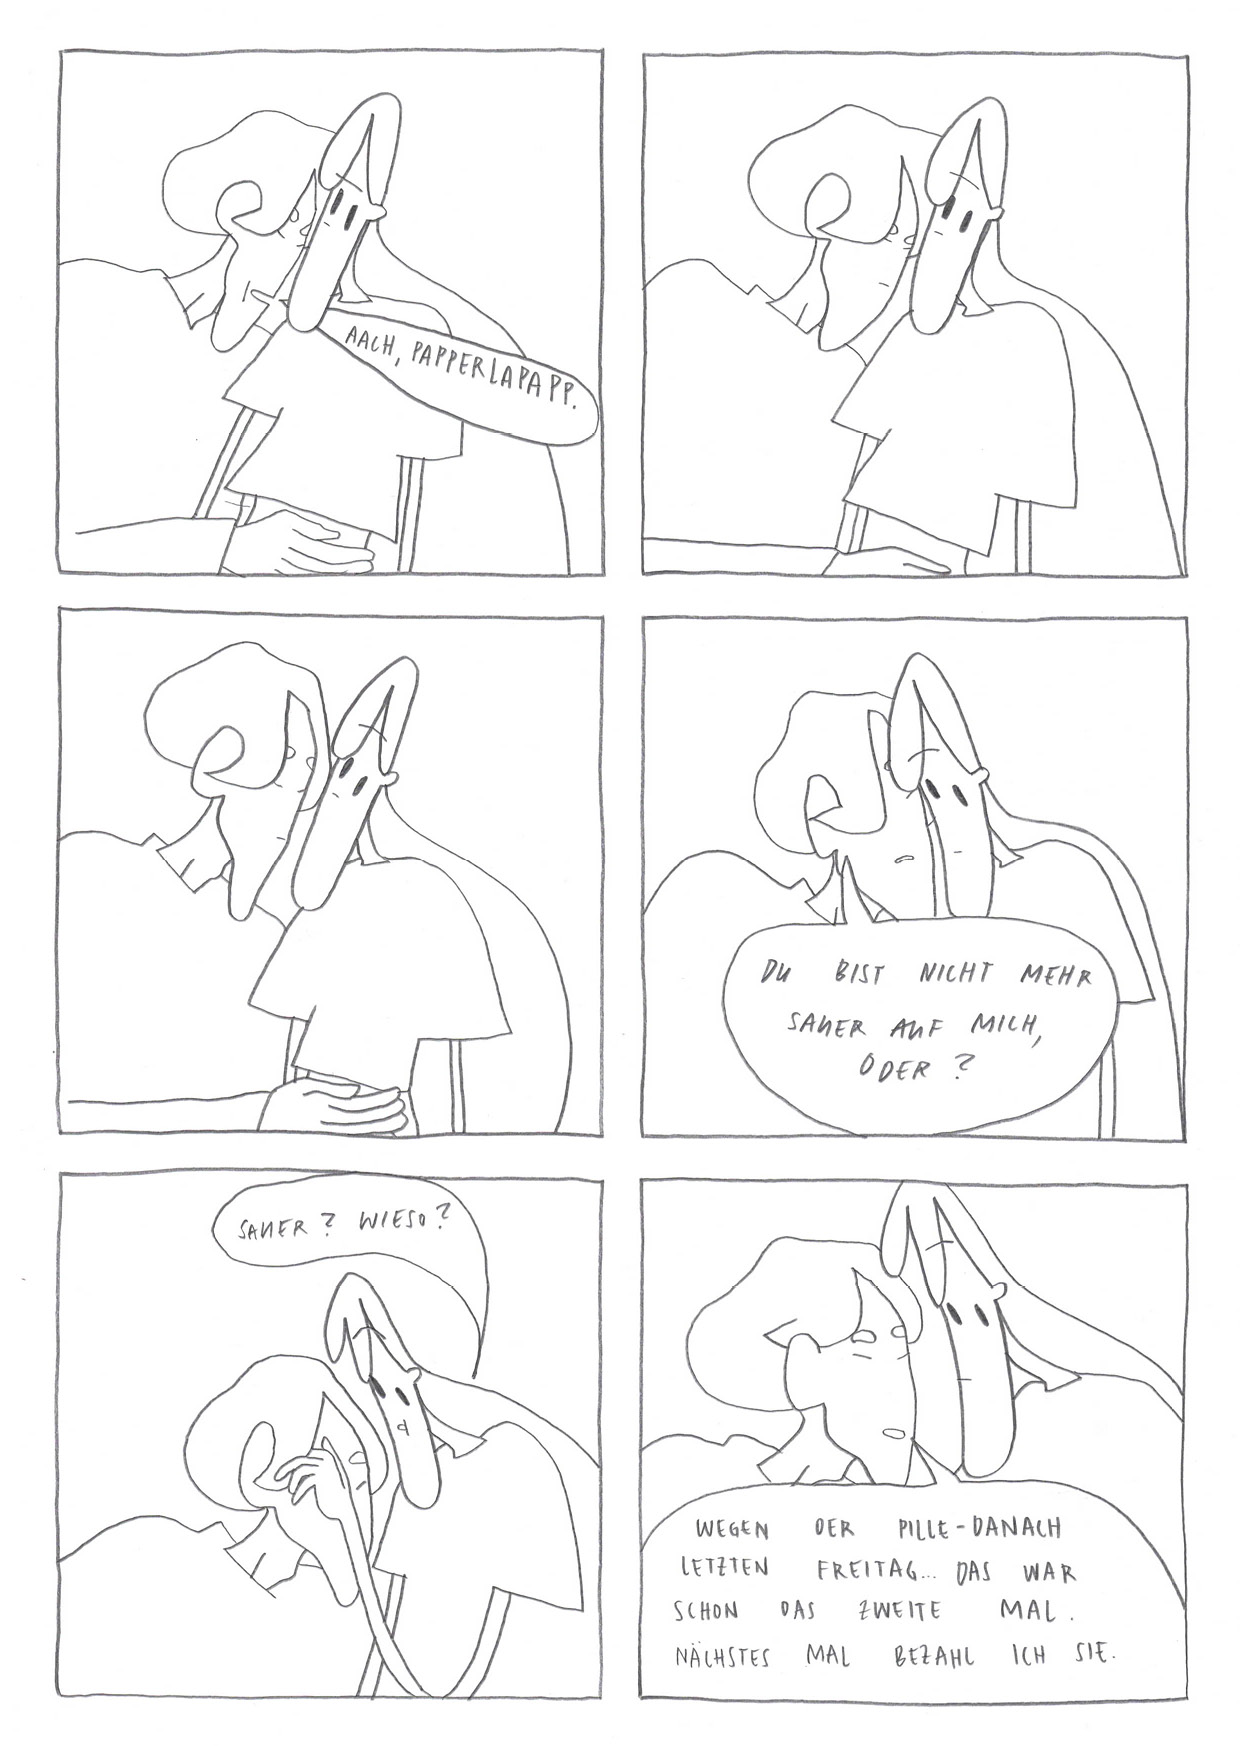 AACH, PAPPERLAPAPP.
DU BIST NICHT MEHR
SAUER AUF MICH,
ODER?
SAUER? WIESO?
WEGEN DER PILLE-DANACH
LETZTEN FREITAG... DAS WAR
SCHON DAS ZWEITE MAL.
NÄCHSTES MAL BEZAHL ICH SIE.